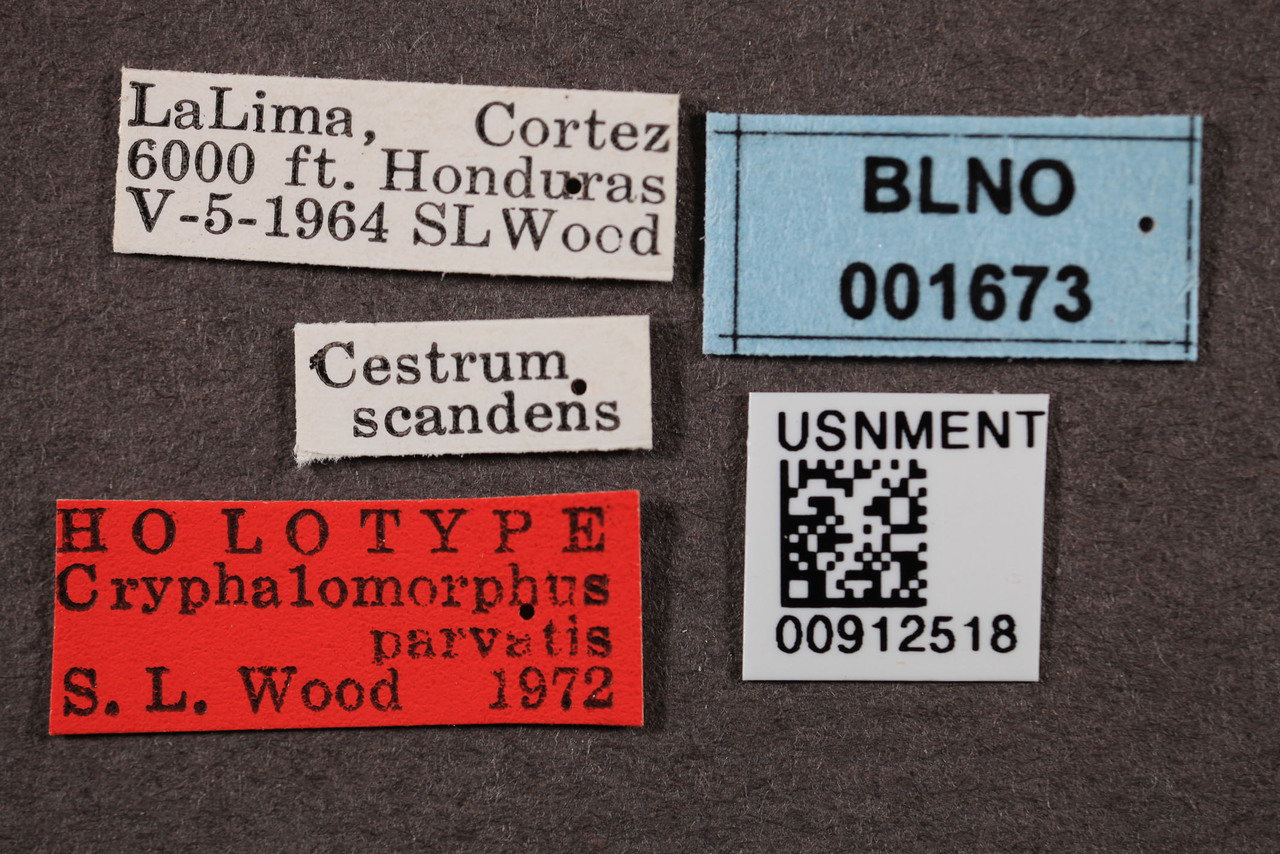 LaLima, Cortez
6000 ft. Honduras
V-5-1964 SLWood
BLNO
001673
Cestrum
scandens
USNMENT
00912518
HOLOTYPE
Cryphalomorphus
parvatis
S. L. Wood 1972